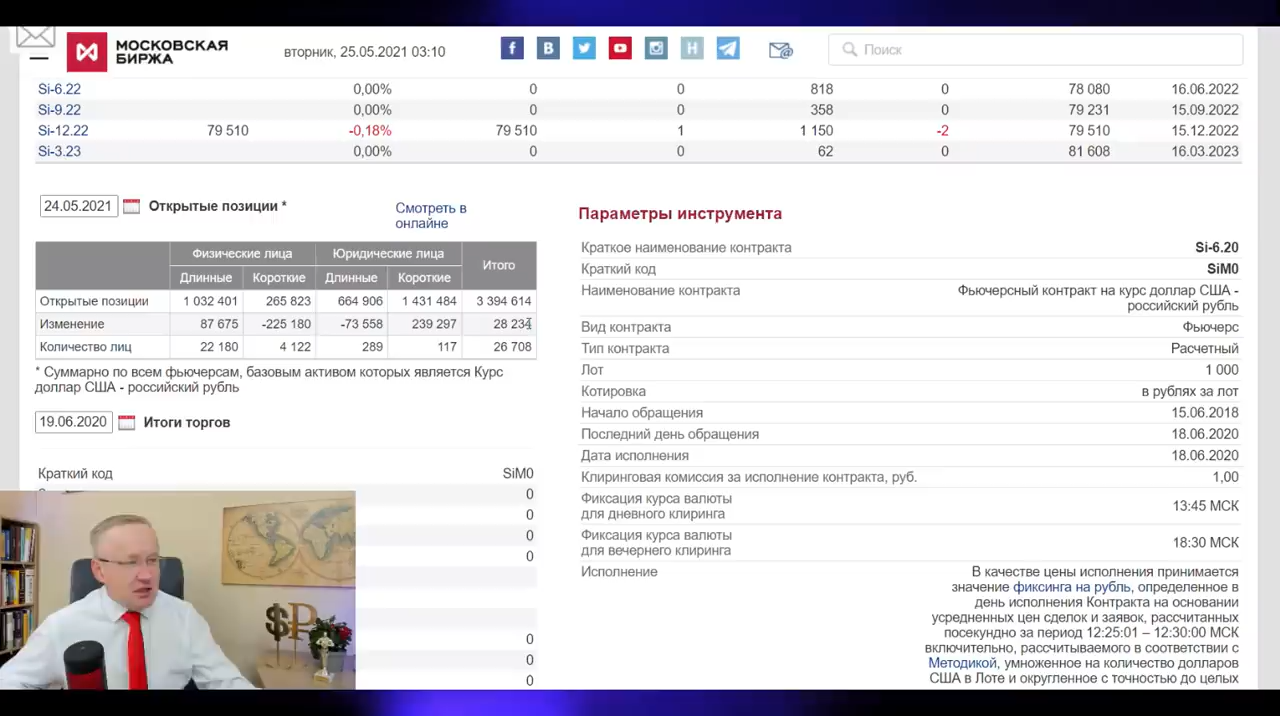 МОСКОВСКАЯ
БИРЖА
вторник, 25.05.2021 03:10
Поиск
Si-6.22 0,00% 0 0 818 0 78 080 16.06.2022
Si-9.22 0,00% 0 0 358 0 79 231 15.09.2022
Si-12.22 79 510 -0,18% 79 510 1 1 150 -2 79 510 15.12.2022
Si-3.23 0,00% 0 0 62 0 81 608 16.03.2023
24.05.2021 Открытые позиции *
Смотреть в
онлайне
Физические лица Юридические лица Итого
Длинные Короткие Длинные Короткие
Открытые позиции 1 032 401 265 823 664 906 1 431 484 3 394 614
Изменение 87 675 -225 180 -73 558 239 297 28 234
Количество лиц 22 180 4 122 289 117 26 708
* Суммарно по всем фьючерсам, базовым активом которых является Курс
доллар США - российский рубль
19.06.2020 Итоги торгов
Краткий код SiM0
0
0
0
0
0
0
0
Параметры инструмента
Краткое наименование контракта Si-6.20
Краткий код SiM0
Наименование контракта Фьючерсный контракт на курс доллар США -
российский рубль
Вид контракта Фьючерс
Тип контракта Расчетный
Лот 1 000
Котировка в рублях за лот
Начало обращения 15.06.2018
Последний день обращения 18.06.2020
Дата исполнения 18.06.2020
Клиринговая комиссия за исполнение контракта, руб. 1,00
Фиксация курса валюты
для дневного клиринга 13:45 МСК
Фиксация курса валюты
для вечернего клиринга 18:30 МСК
Исполнение В качестве цены исполнения принимается
значение фиксинга на рубль, определенное в
день исполнения Контракта на основании
усредненных цен сделок и заявок, рассчитанных
посекундно за период 12:25:01 – 12:30:00 МСК
включительно, рассчитываемого в соответствии с
Методикой, умноженное на количество долларов
США в Лоте и округленное с точностью до целых